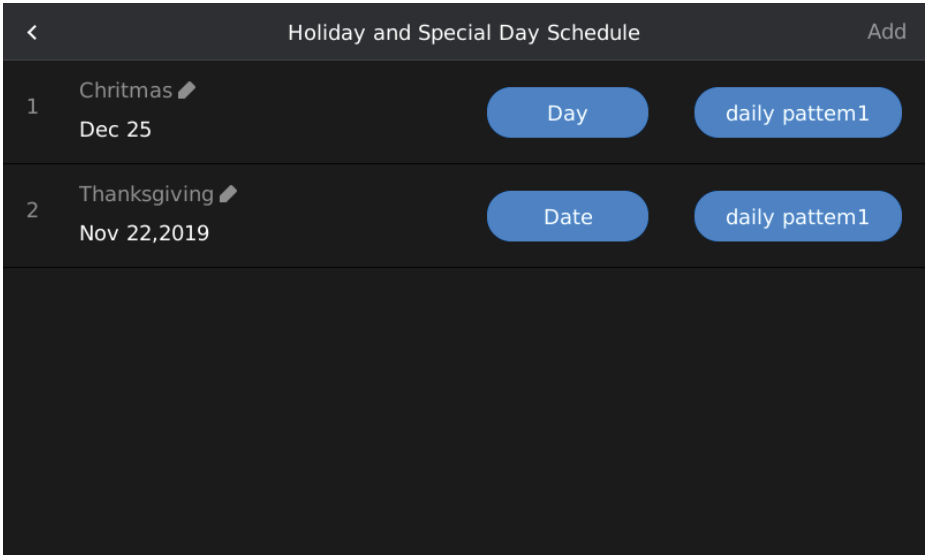 Holiday and Special Day Schedule Add
1 Chritmas Day daily pattem1
Dec 25
2 Thanksgiving Date daily pattem1
Nov 22,2019